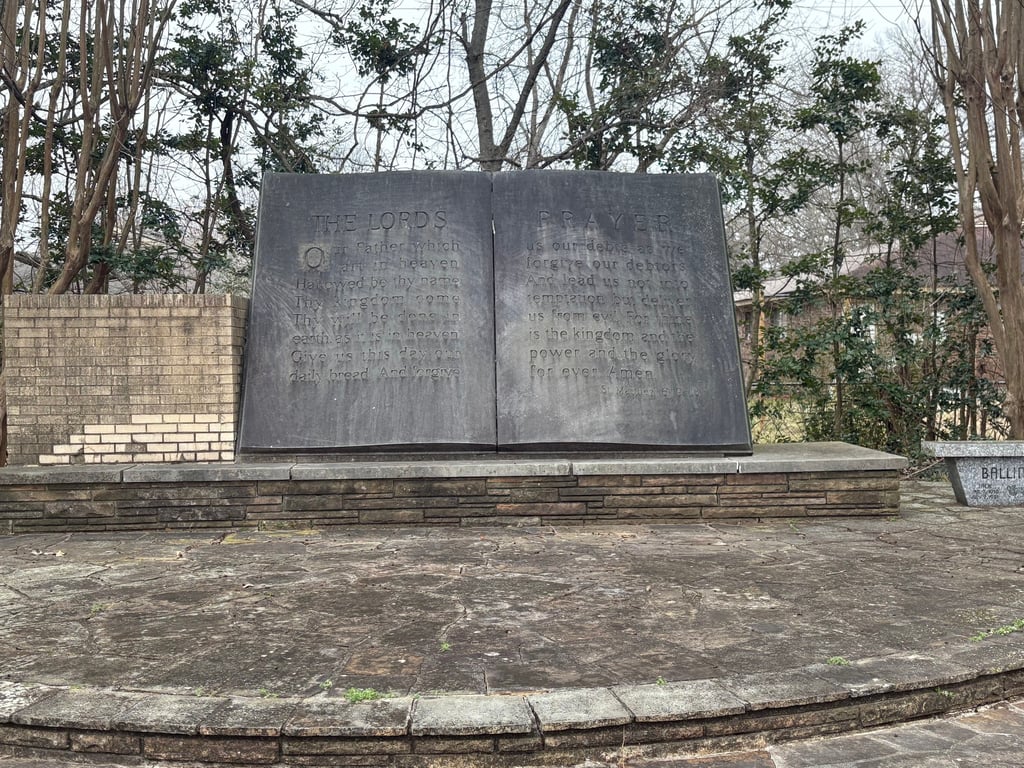 THE LORDS
Our Father which
art in heaven
Hallowed be thy name
Thy kingdom come
Thy will be done in
earth, as it is in heaven
Give us this day our
daily bread And forgive
PRAYER
us our debts as we
forgive our debtors
And lead us not into
temptation but deliver
us from evil For thine
is the kingdom and the
power and the glory
for ever Amen